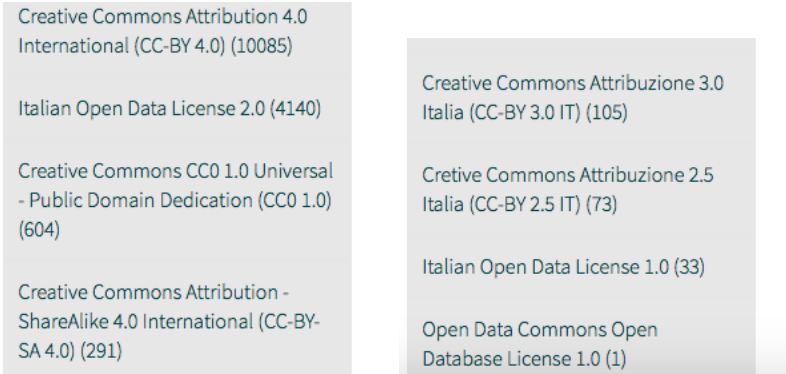 Creative Commons Attribution 4.0
International (CC-BY 4.0) (10085)
Italian Open Data License 2.0 (4140)
Creative Commons CC0 1.0 Universal
- Public Domain Dedication (CC0 1.0)
(604)
Creative Commons Attribution -
ShareAlike 4.0 International (CC-BY-
SA 4.0) (291)
Creative Commons Attribuzione 3.0
Italia (CC-BY 3.0 IT) (105)
Cretive Commons Attribuzione 2.5
Italia (CC-BY 2.5 IT) (73)
Italian Open Data License 1.0 (33)
Open Data Commons Open
Database License 1.0 (1)